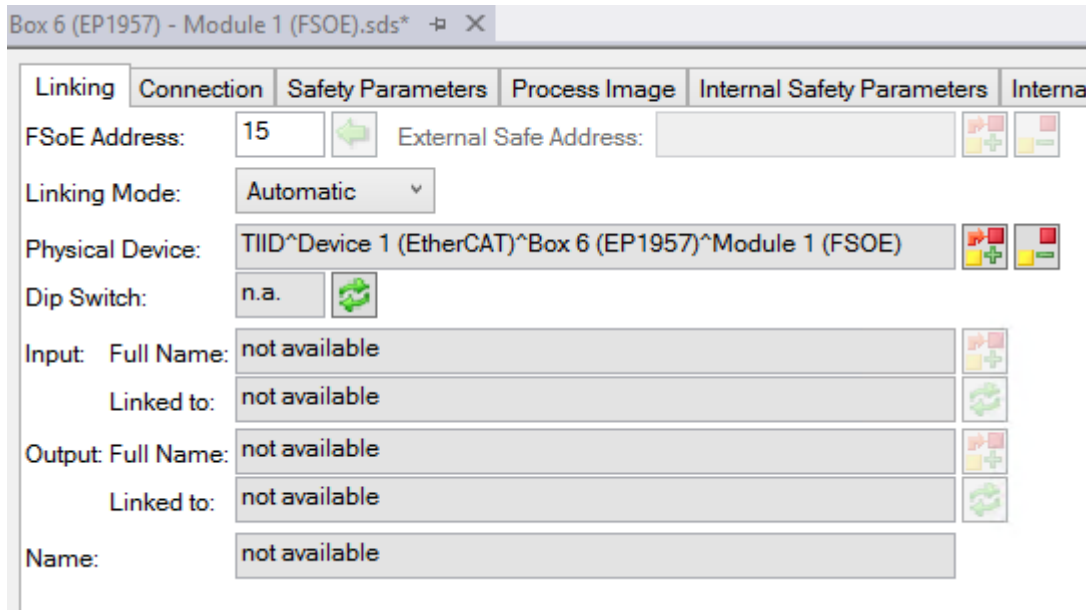 Box 6 (EP1957) - Module 1 (FSOE).sds*
Linking Connection Safety Parameters Process Image Internal Safety Parameters Interna
FSoE Address: 15 External Safe Address:
Linking Mode: Automatic
Physical Device: TIID^Device 1 (EtherCAT)^Box 6 (EP1957)^Module 1 (FSOE)
Dip Switch: n.a.
Input: Full Name: not available
Linked to: not available
Output: Full Name: not available
Linked to: not available
Name: not available